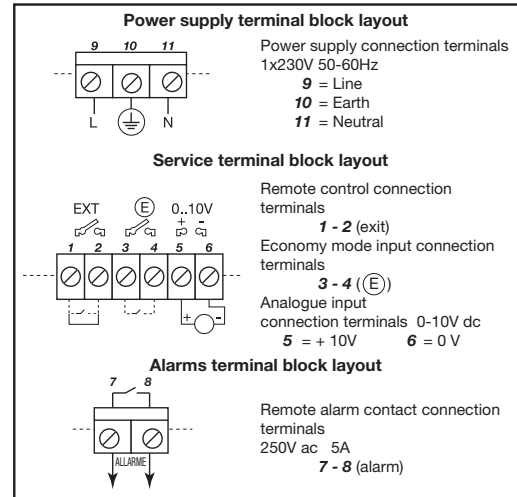 Power supply terminal block layout
9 10 11
L N
Power supply connection terminals
1x230V 50-60Hz
9 = Line
10 = Earth
11 = Neutral
Service terminal block layout
EXT E 0..10V
+ -
1 2 3 4 5 6
+ -
Remote control connection
terminals
1 - 2 (exit)
Economy mode input connection
terminals
3 - 4 (E)
Analogue input
connection terminals 0-10V dc
5 = + 10V 6 = 0 V
Alarms terminal block layout
7 8
ALLARME
Remote alarm contact connection
terminals
250V ac 5A
7 - 8 (alarm)